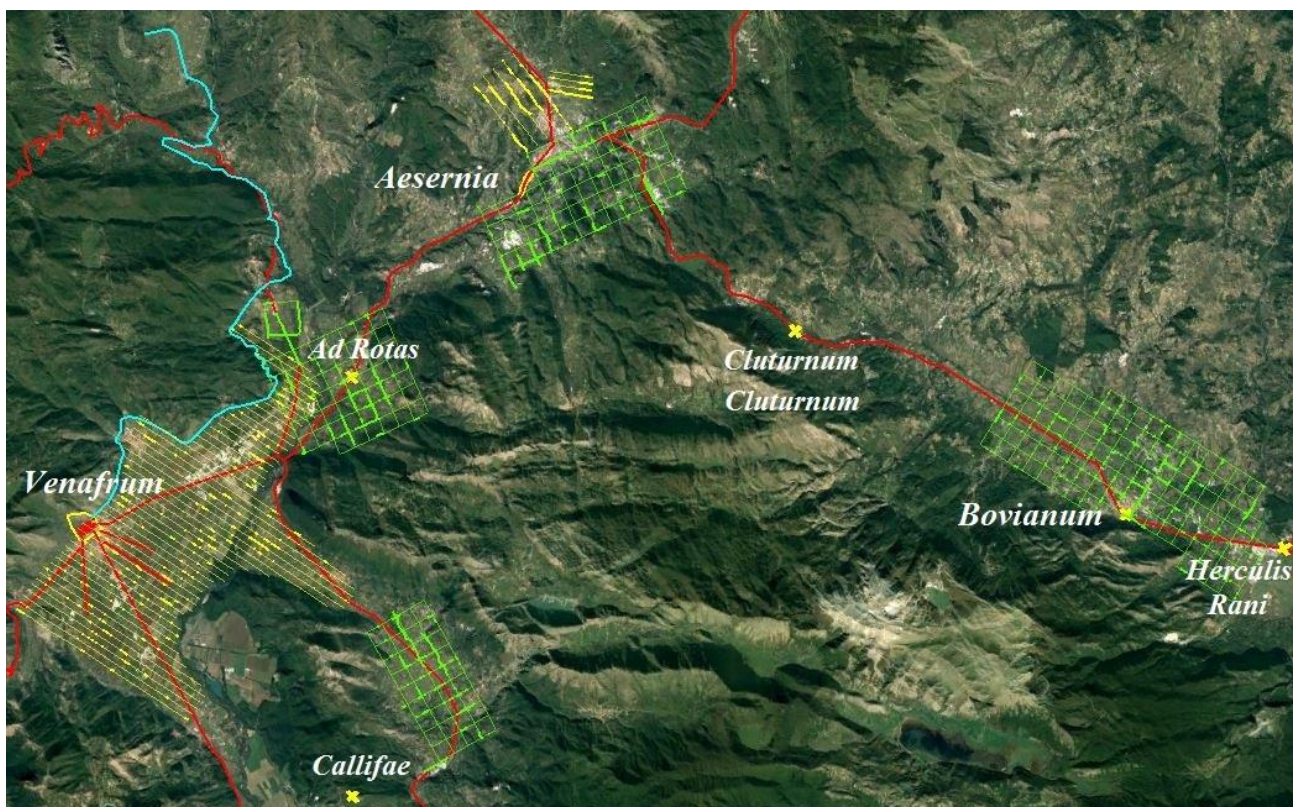 Aesernia
Ad Rotas
Cluturnum
Cluturnum
Venafrum
Bovianum
Herculis
Rani
Callifae